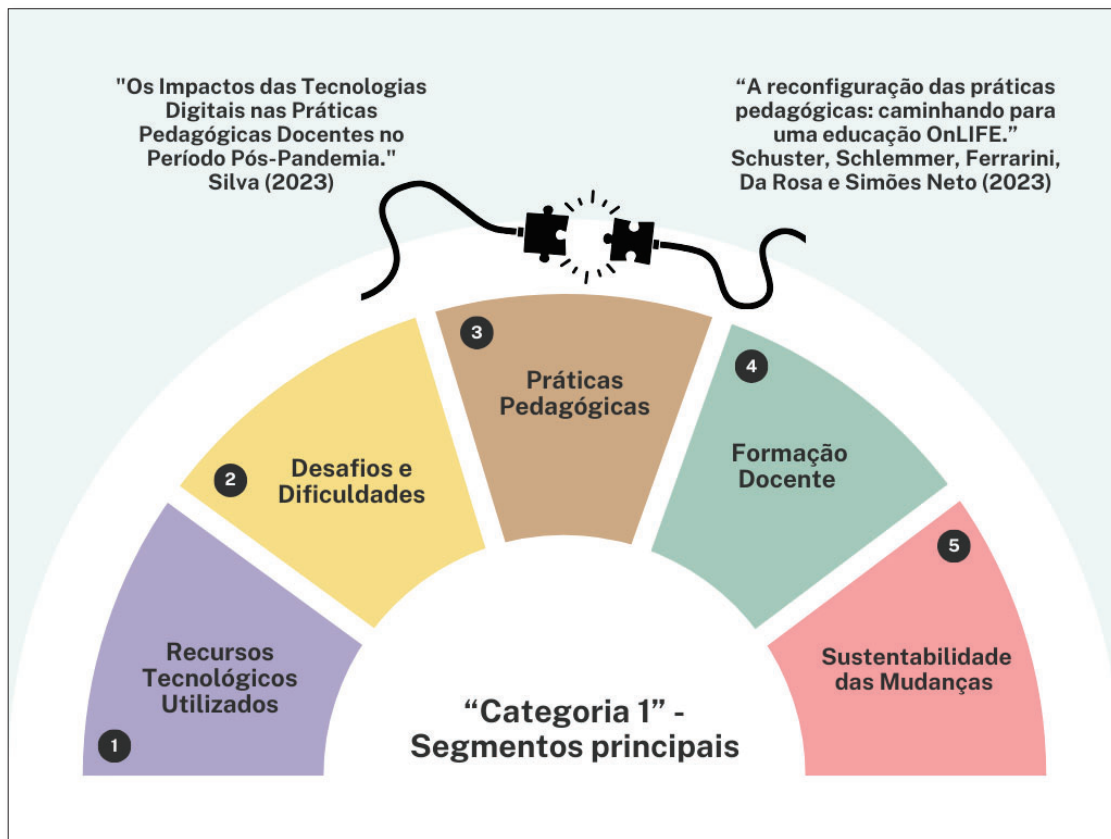 "Os Impactos das Tecnologias
Digitais nas Práticas
Pedagógicas Docentes no
Período Pós-Pandemia."
Silva (2023)
“A reconfiguração das práticas
pedagógicas: caminhando para
uma educação OnLIFE.”
Schuster, Schlemmer, Ferrarini,
Da Rosa e Simões Neto (2023)
1
Recursos
Tecnológicos
Utilizados
2
Desafios e
Dificuldades
3
Práticas
Pedagógicas
4
Formação
Docente
5
Sustentabilidade
das Mudanças
“Categoria 1” -
Segmentos principais